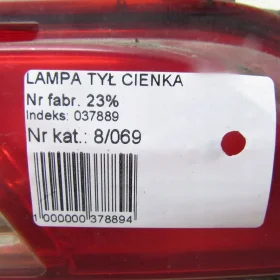 LAMPA TYŁ CIENKA
Nr fabr. 23%
Indeks: 037889
Nr kat.: 8/069
1 000000 378894